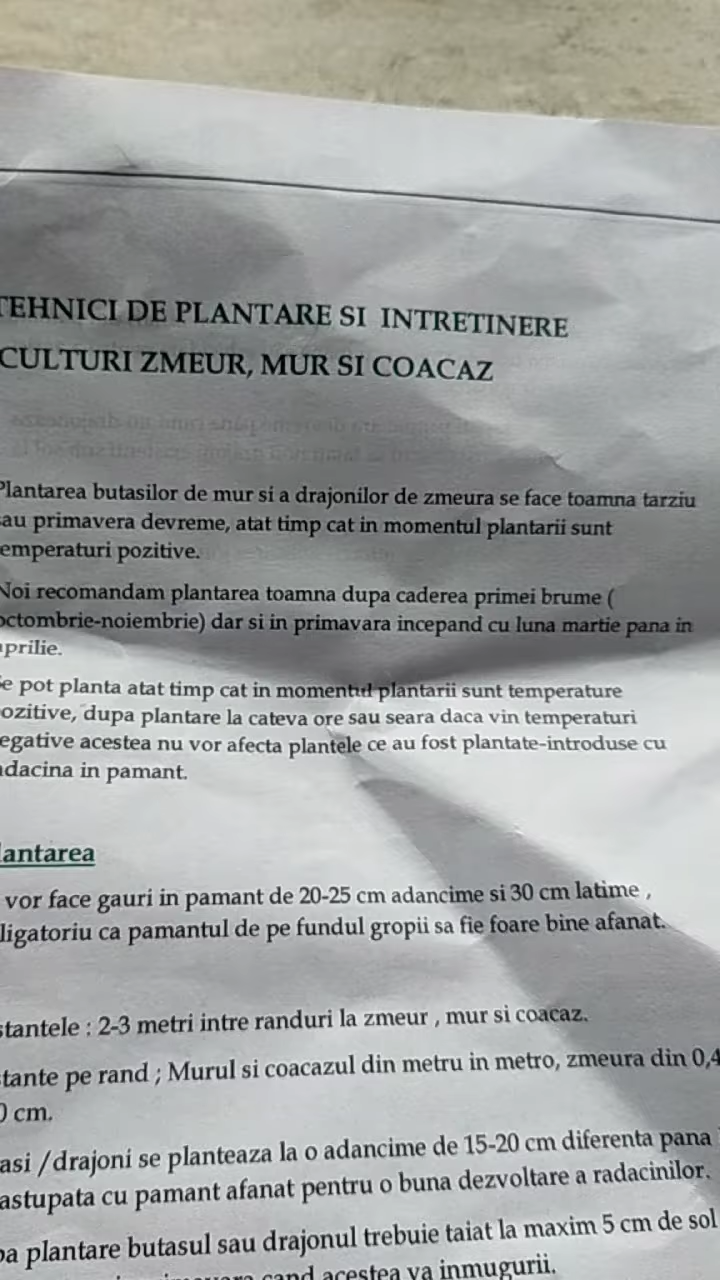 TEHNICI DE PLANTARE SI INTRETINERE
CULTURI ZMEUR, MUR SI COACAZ
Plantarea butasilor de mur si a drajonilor de zmeura se face toamna tarziu
au primavera devreme, atat timp cat in momentul plantarii sunt
emperaturi pozitive.
Noi recomandam plantarea toamna dupa caderea primei brume (
octombrie-noiembrie) dar si in primavara incepand cu luna martie pana in
aprilie.
e pot planta atat timp cat in momentul plantarii sunt temperature
ozitive, dupa plantare la cateva ore sau seara daca vin temperaturi
egative acestea nu vor afecta plantele ce au fost plantate-introduse cu
adacina in pamant.
lantarea
vor face gauri in pamant de 20-25 cm adancime si 30 cm latime ,
ligatoriu ca pamantul de pe fundul gropii sa fie foare bine afanat.
stantele : 2-3 metri intre randuri la zmeur , mur si coacaz.
tante pe rand ; Murul si coacazul din metru in metro, zmeura din 0,4
0 cm.
asi /drajoni se planteaza la o adancime de 15-20 cm diferenta pana
astupata cu pamant afanat pentru o buna dezvoltare a radacinilor.
pa plantare butasul sau drajonul trebuie taiat la maxim 5 cm de sol
cand acestea va inmugurii.